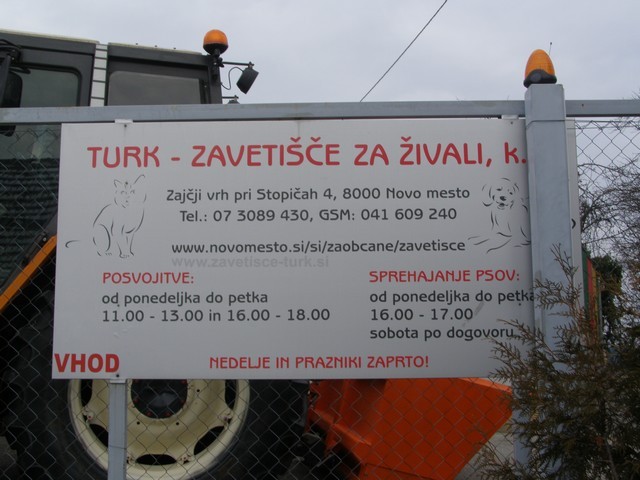 TURK - ZAVETIŠČE ZA ŽIVALI, k.
Zajčji vrh pri Stopičah 4, 8000 Novo mesto
Tel.: 07 3089 430, GSM: 041 609 240
www.novomesto.si/si/zaobcane/zavetisce
www.zavetisce-turk.si
POSVOJITVE:
od ponedeljka do petka
11.00 - 13.00 in 16.00 - 18.00
SPREHAJANJE PSOV:
od ponedeljka do petka
16.00 - 17.00
sobota po dogovoru.
VHOD
NEDELJE IN PRAZNIKI ZAPRTO!